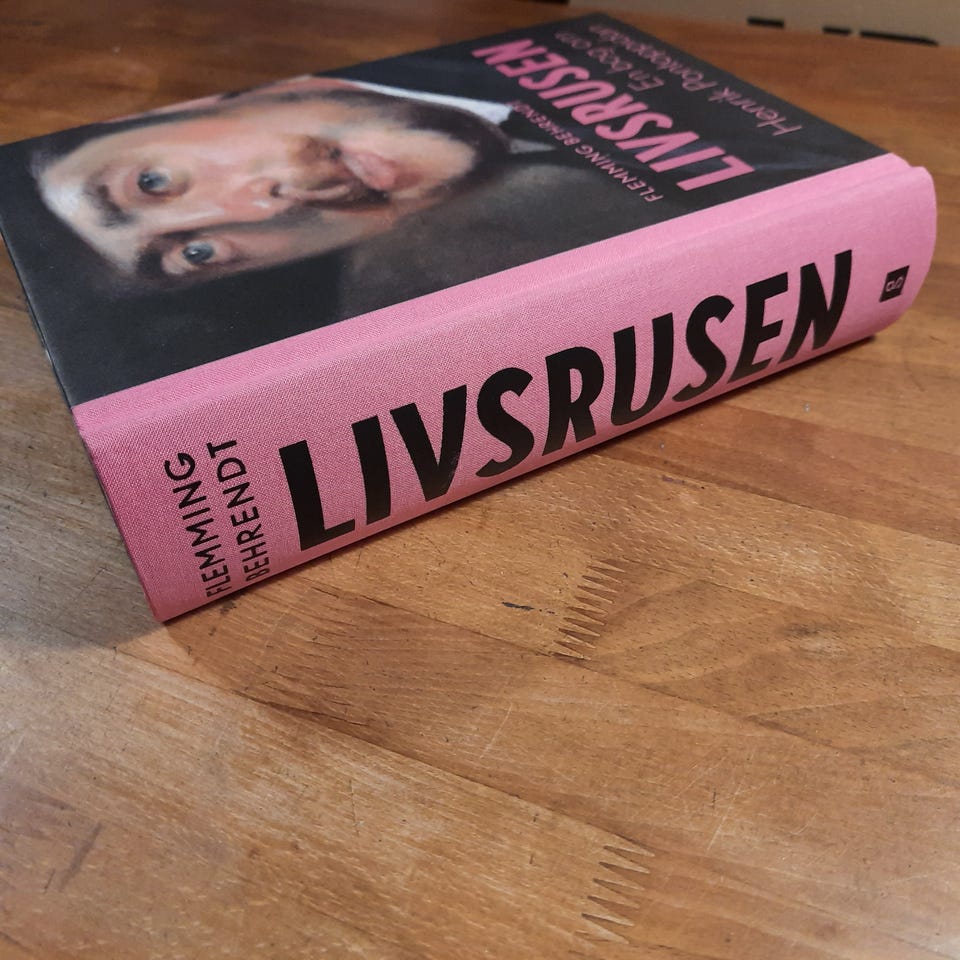 FLEMMING BEHRENDT
LIVSRUSEN
En bog om
Henrik Pontoppidan
FLEMMING
BEHRENDT
LIVSRUSEN